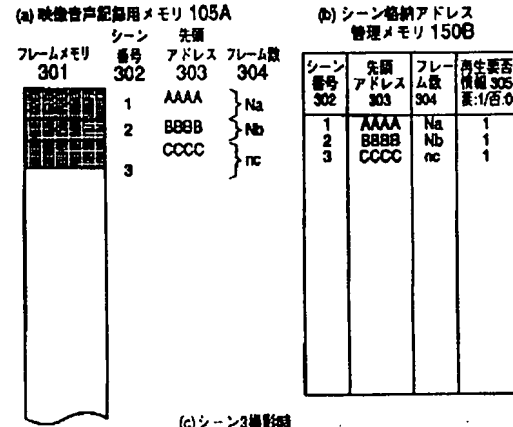 (a) 映像音声記録用メモリ 105A
フレームメモリ
301
シーン
番号
302
先頭
アドレス
303
フレーム数
304
1 AAAA Na
2 BBBB Nb
CCCC nc
3
(b) シーン格納アドレス
管理メモリ 150B
シーン
番号
302
先頭
アドレス
303
フレー
ム数
304
再生要否
情報 305
要:1/否:0
1 AAAA Na 1
2 BBBB Nb 1
3 CCCC nc 1
(c)シーン3撮影時